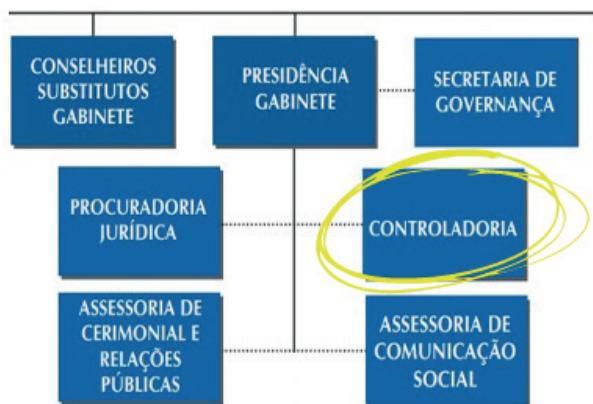 CONSELHEIROS
SUBSTITUTOS
GABINETE
PRESIDÊNCIA
GABINETE
SECRETARIA DE
GOVERNANÇA
PROCURADORIA
JURÍDICA
CONTROLADORIA
ASSESSORIA DE
CERIMONIAL E
RELAÇÕES
PÚBLICAS
ASSESSORIA DE
COMUNICAÇÃO
SOCIAL